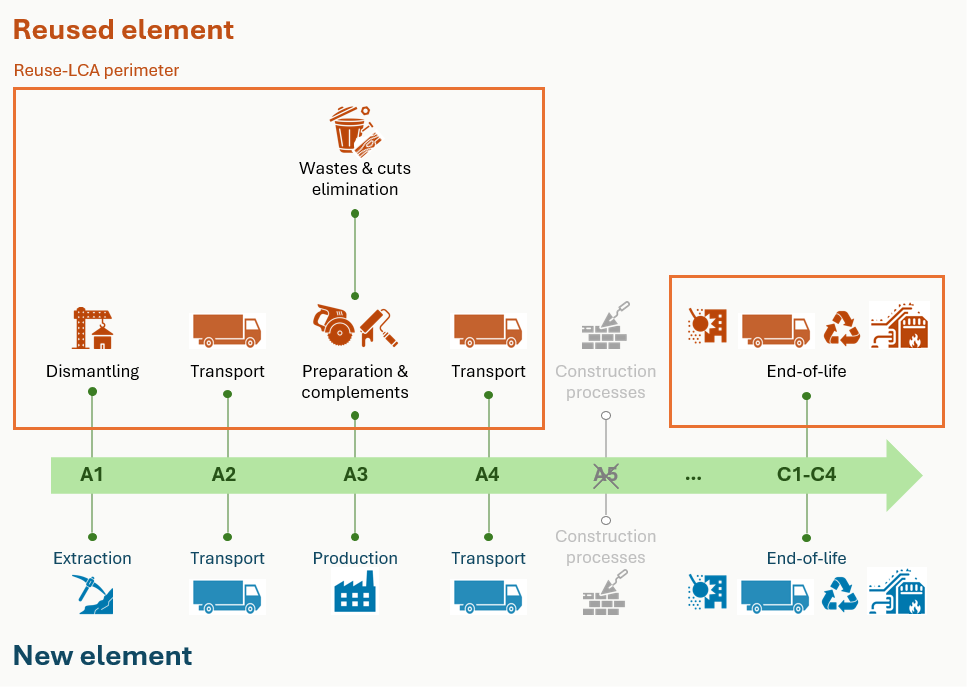 Reused element
Reuse-LCA perimeter
Wastes & cuts
elimination
Dismantling
Transport
Preparation &
complements
Transport
Construction
processes
End-of-life
A1
A2
A3
A4
A5
...
C1-C4
Extraction
Transport
Production
Transport
Construction
processes
End-of-life
New element